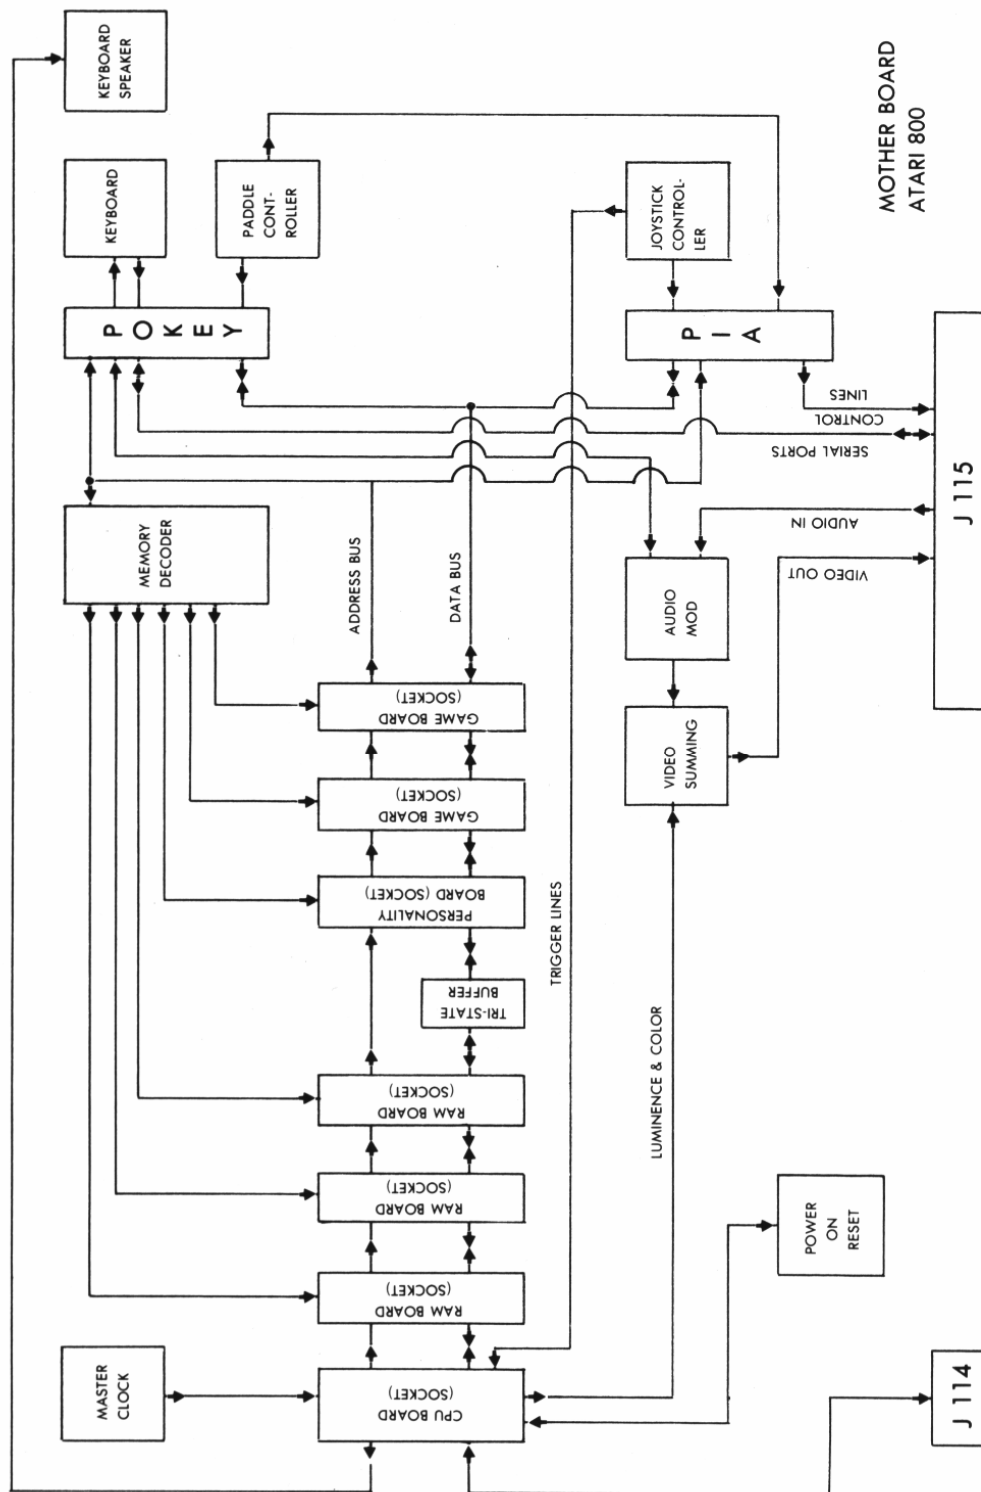 KEYBOARD
SPEAKER
KEYBOARD
PADDLE
CONT-
ROLLER
JOYSTICK
CONTROL-
LER
MOTHER BOARD
ATARI 800
POKEY
PIA
LINES
CONTROL
SERIAL PORTS
AUDIO IN
VIDEO OUT
J 115
MEMORY
DECODER
ADDRESS BUS
DATA BUS
AUDIO
MOD
VIDEO
SUMMING
GAME BOARD
(SOCKET)
GAME BOARD
(SOCKET)
PERSONALITY
BOARD (SOCKET)
TRI-STATE
BUFFER
TRIGGER LINES
RAM BOARD
(SOCKET)
RAM BOARD
(SOCKET)
RAM BOARD
(SOCKET)
LUMINENCE & COLOR
POWER
ON
RESET
MASTER
CLOCK
CPU BOARD
(SOCKET)
J 114